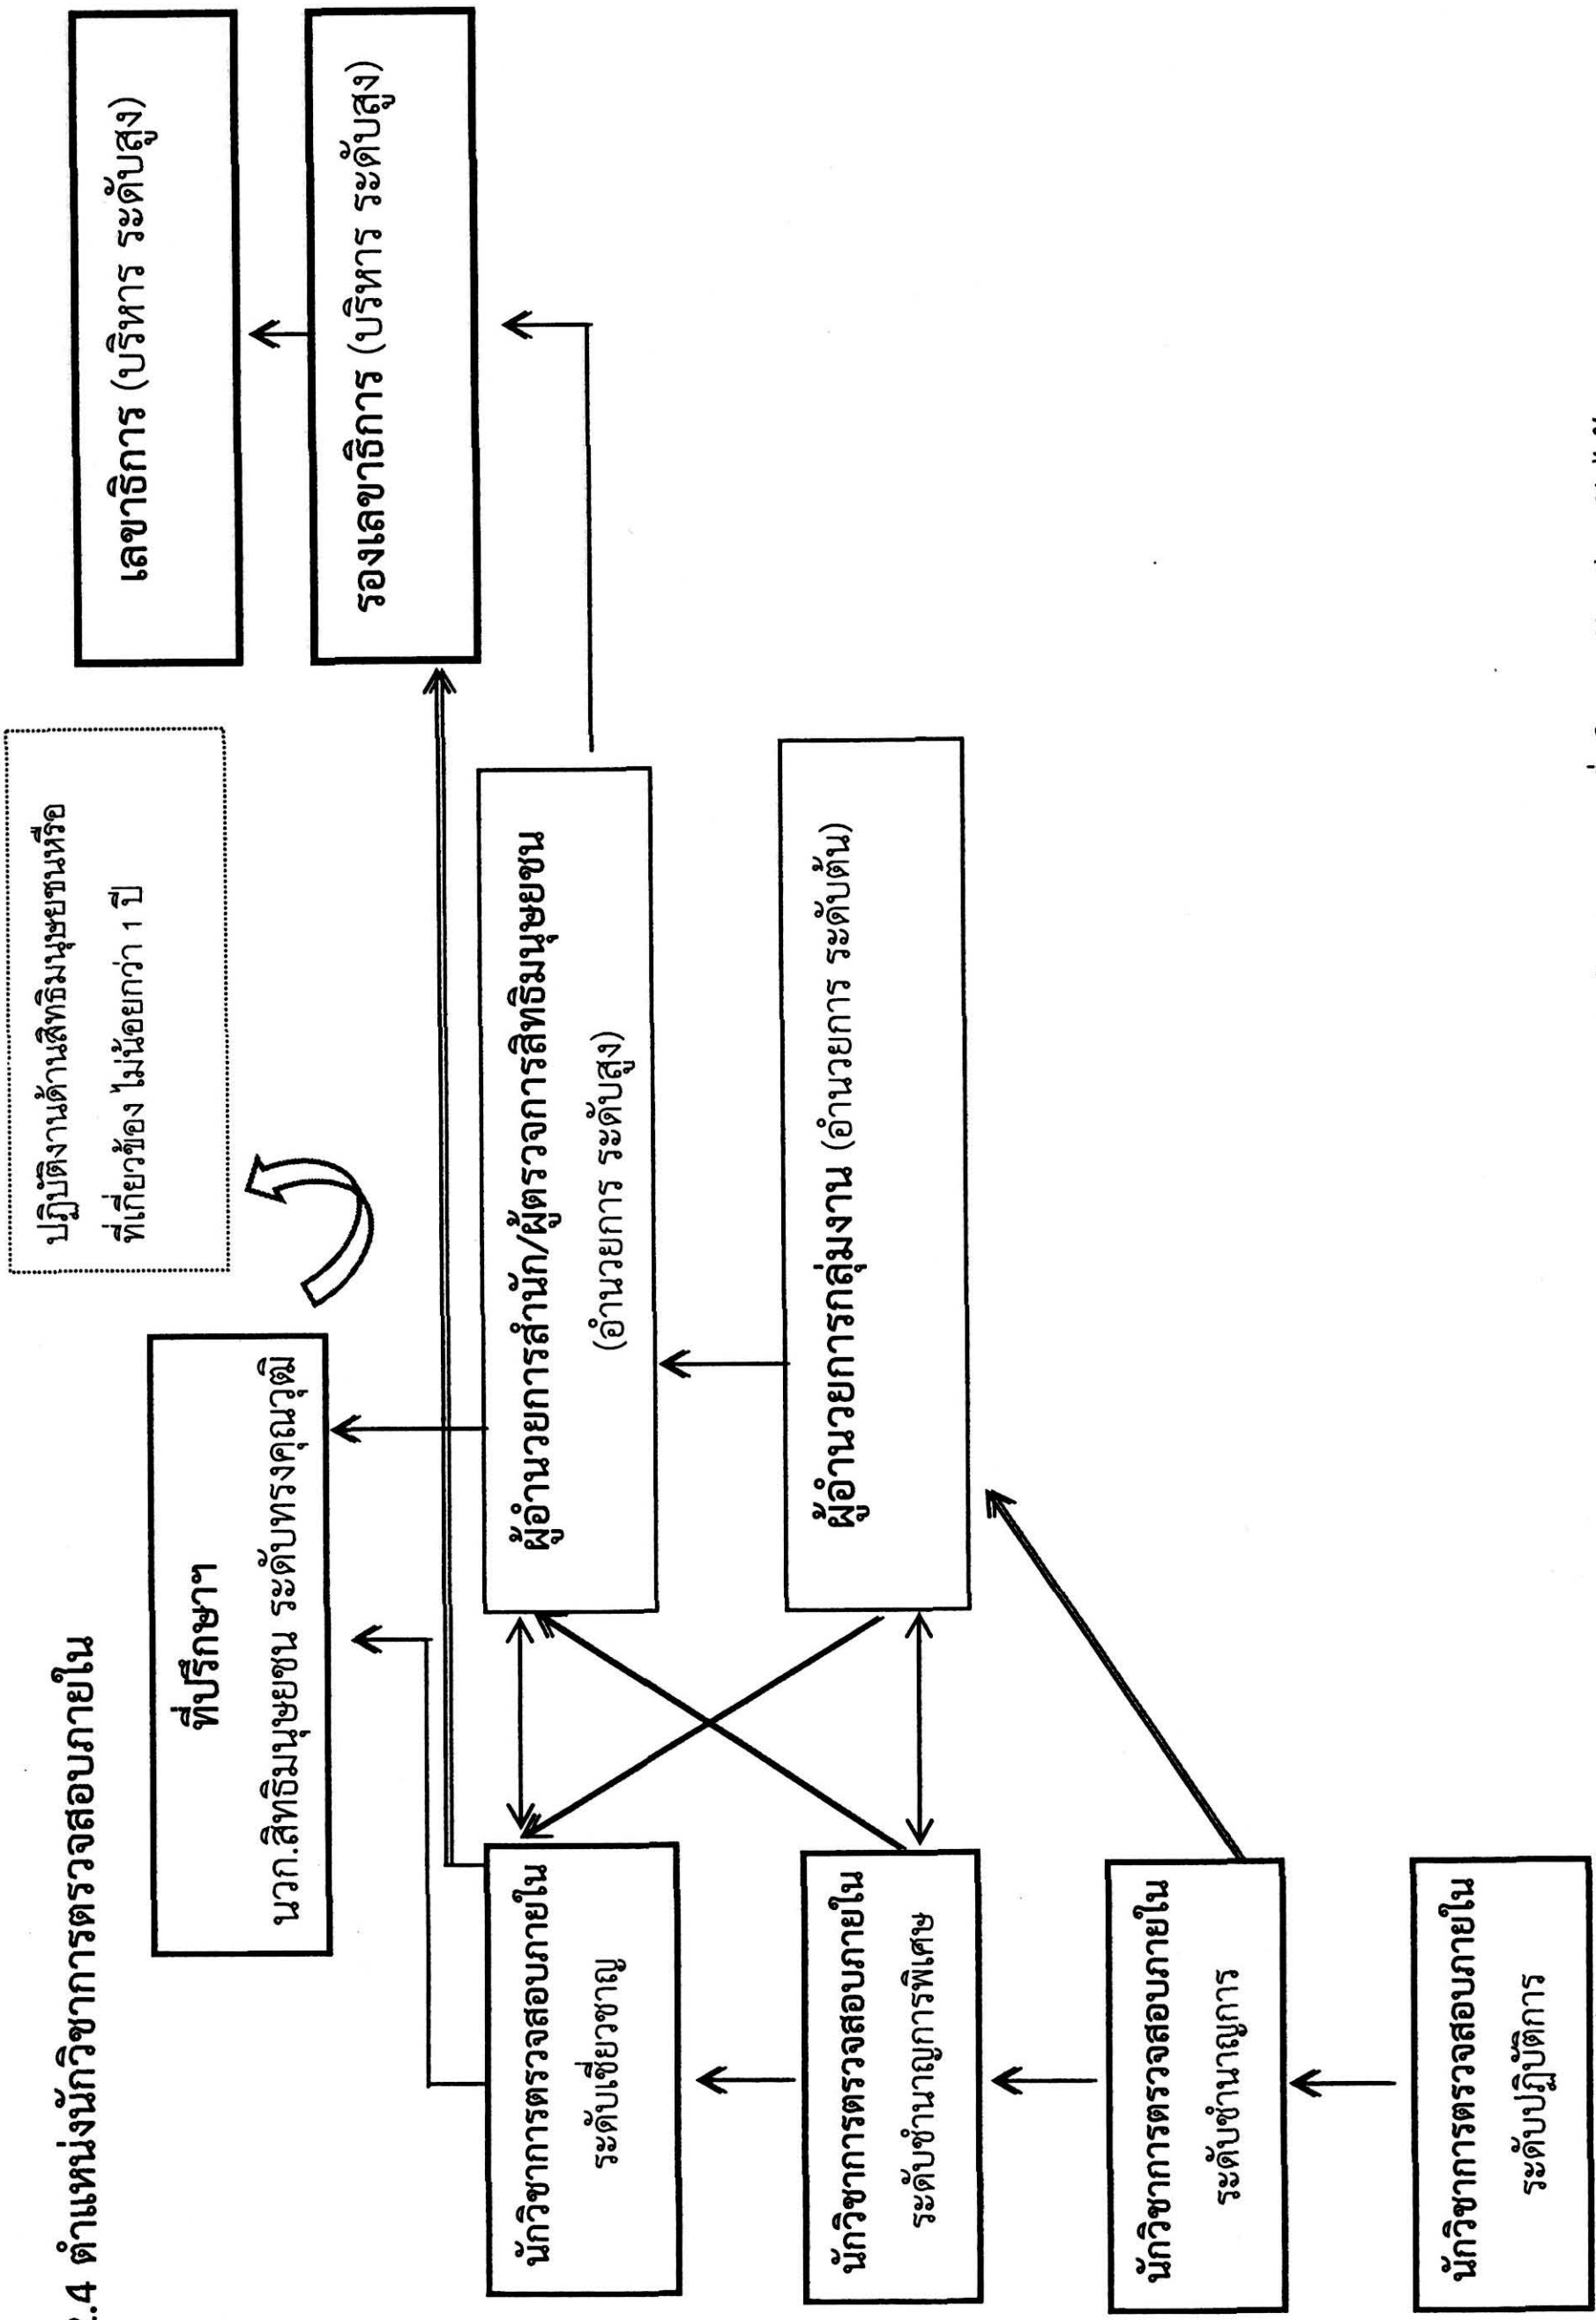 .4 ตำแหน่งนักวิชาการตรวจสอบภายใน
ปฏิบัติงานด้านสิทธิมนุษยชนหรือ
ที่เกี่ยวข้อง ไม่น้อยกว่า 1 ปี
เลขาธิการ (บริหาร ระดับสูง)
ที่ปรึกษาฯ
นวก.สิทธิมนุษยชน ระดับทรงคุณวุฒิ
รองเลขาธิการ (บริหาร ระดับสูง)
นักวิชาการตรวจสอบภายใน
ระดับเชี่ยวชาญ
ผู้อำนวยการสำนัก/ผู้ตรวจการสิทธิมนุษยชน
(อำนวยการ ระดับสูง)
นักวิชาการตรวจสอบภายใน
ระดับชำนาญการพิเศษ
ผู้อำนวยการกลุ่มงาน (อำนวยการ ระดับต้น)
นักวิชาการตรวจสอบภายใน
ระดับชำนาญการ
นักวิชาการตรวจสอบภายใน
ระดับปฏิบัติการ